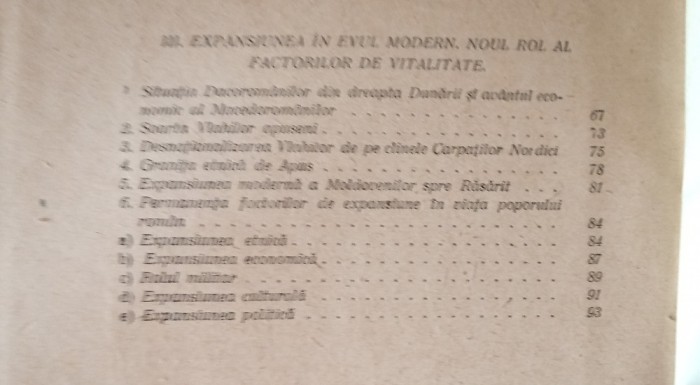 III. EXPANSIUNEA ÎN EVUL MODERN. NOUL ROL AL
FACTORILOR DE VITALITATE.
1. Situația Dacoromânilor din dreapta Dunării și avântul eco-
nomic al Macedoromânilor . . . . . . . . . . . . . 67
2. Soarta Vlahilor apuseni . . . . . . . . . . . . . . 73
3. Desnaționalizarea Vlahilor de pe clinele Carpaților Nordici 75
4. Granița etnică de Apus . . . . . . . . . . . . . . 78
5. Expansiunea modernă a Moldovenilor spre Răsărit . . . 81
6. Permanența factorilor de expansiune în viața poporului
român . . . . . . . . . . . . . . . . . . . . . 84
a) Expansiunea etnică . . . . . . . . . . . . . . . 84
b) Expansiunea economică . . . . . . . . . . . . . . 87
c) Rolul militar . . . . . . . . . . . . . . . . . . 89
d) Expansiunea culturală . . . . . . . . . . . . . . 91
e) Expansiunea politică . . . . . . . . . . . . . . . 93